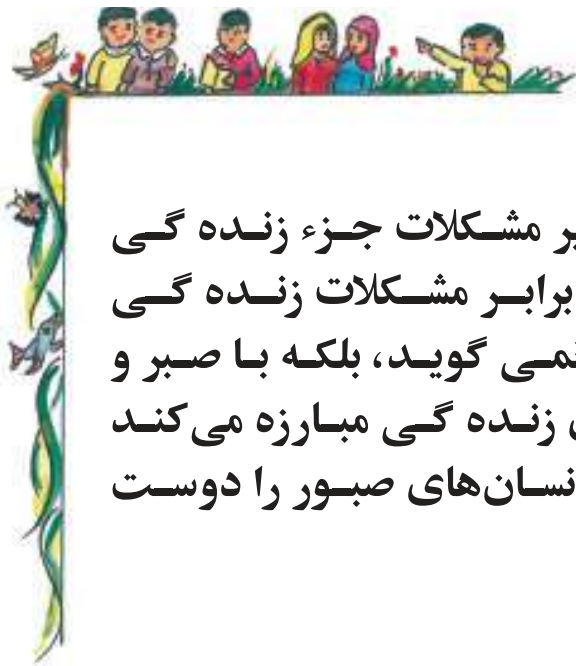 بر مشکلات جزء زنده گی
برابر مشکلات زنده گی
نمی گوید، بلکه با صبر و
زنده گی مبارزه می‌کند
نسان‌های صبور را دوست